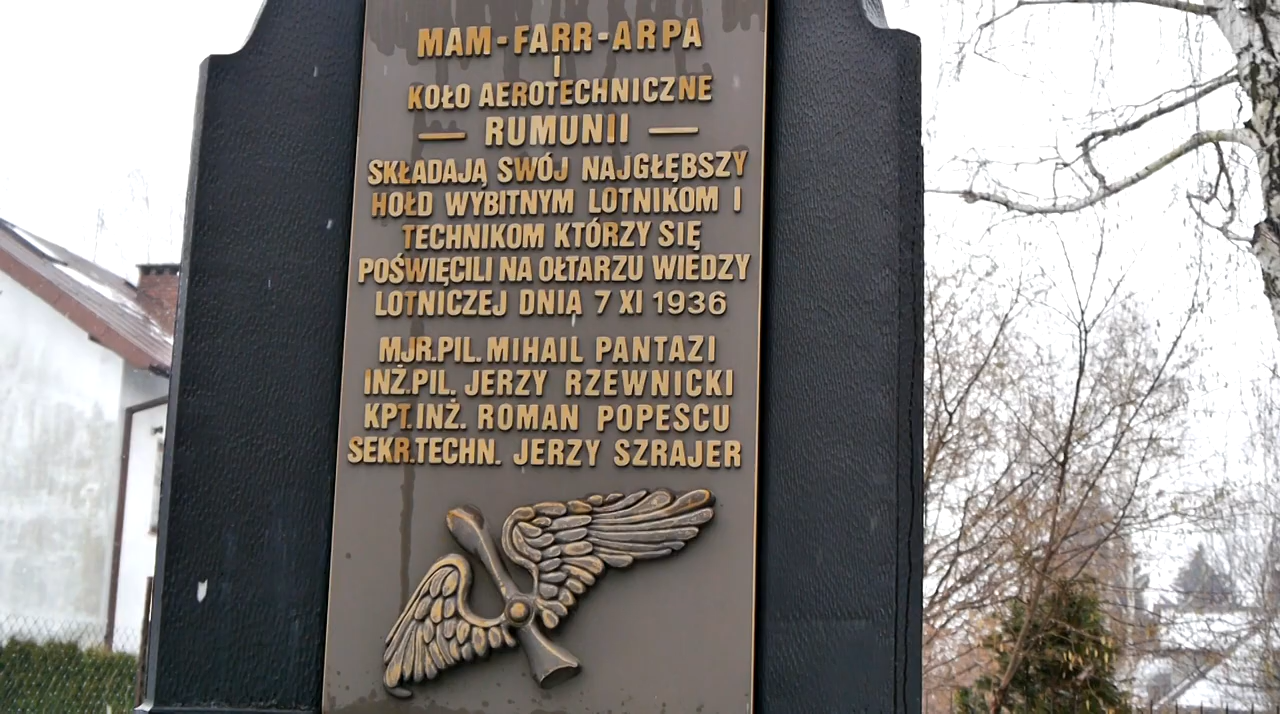 MAM-FARR-ARPA
I
KOŁO AEROTECHNICZNE
— RUMUNII —
SKŁADAJĄ SWÓJ NAJGŁĘBSZY
HOŁD WYBITNYM LOTNIKOM I
TECHNIKOM KTÓRZY SIĘ
POŚWIĘCILI NA OŁTARZU WIEDZY
LOTNICZEJ DNIA 7 XI 1936
MJR.PIL. MIHAIL PANTAZI
INŻ.PIL. JERZY RZEWNICKI
KPT.INŻ. ROMAN POPESCU
SEKR.TECHN. JERZY SZRAJER